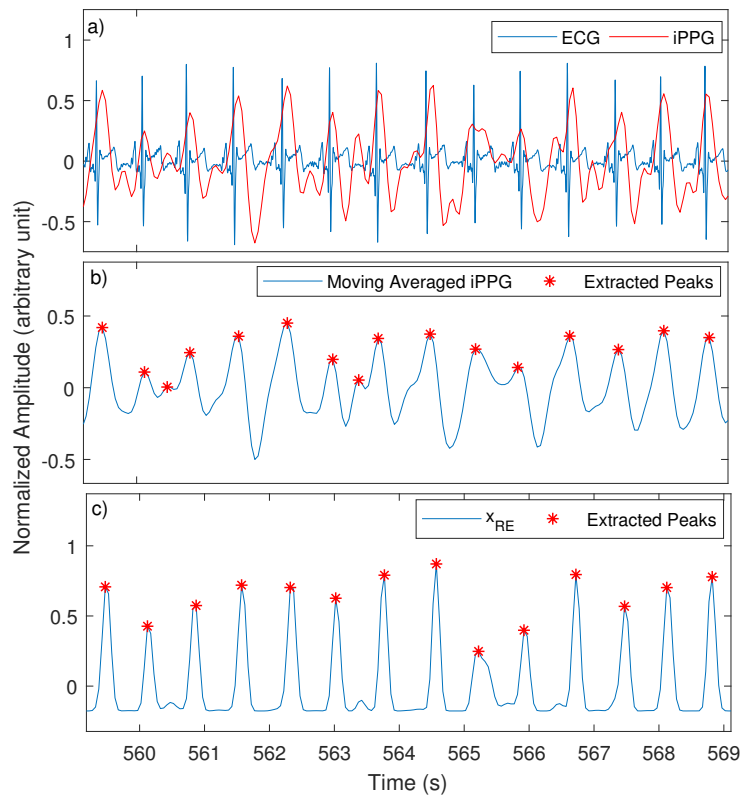 a)
ECG
iPPG
1
0.5
0
-0.5
b)
Moving Averaged iPPG
Extracted Peaks
0.5
0
-0.5
Normalized Amplitude (arbitrary unit)
c)
x_RE
Extracted Peaks
1
0.5
0
560 561 562 563 564 565 566 567 568 569
Time (s)